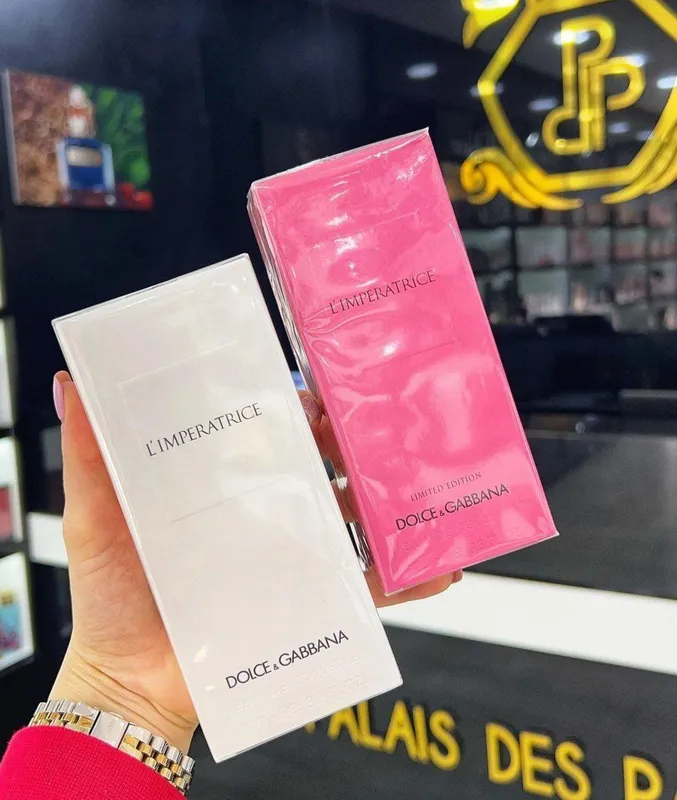 L'IMPERATRICE
DOLCE & GABBANA
L'IMPERATRICE
LIMITED EDITION
DOLCE & GABBANA
PALAIS DES